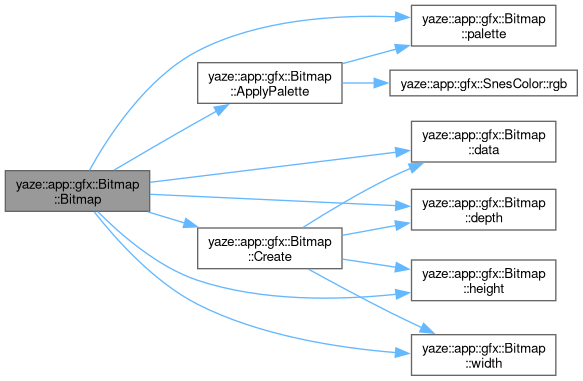 yaze::app::gfx::Bitmap
::palette
yaze::app::gfx::Bitmap
::ApplyPalette
yaze::app::gfx::SnesColor::rgb
yaze::app::gfx::Bitmap
::data
yaze::app::gfx::Bitmap
::Bitmap
yaze::app::gfx::Bitmap
::depth
yaze::app::gfx::Bitmap
::Create
yaze::app::gfx::Bitmap
::height
yaze::app::gfx::Bitmap
::width